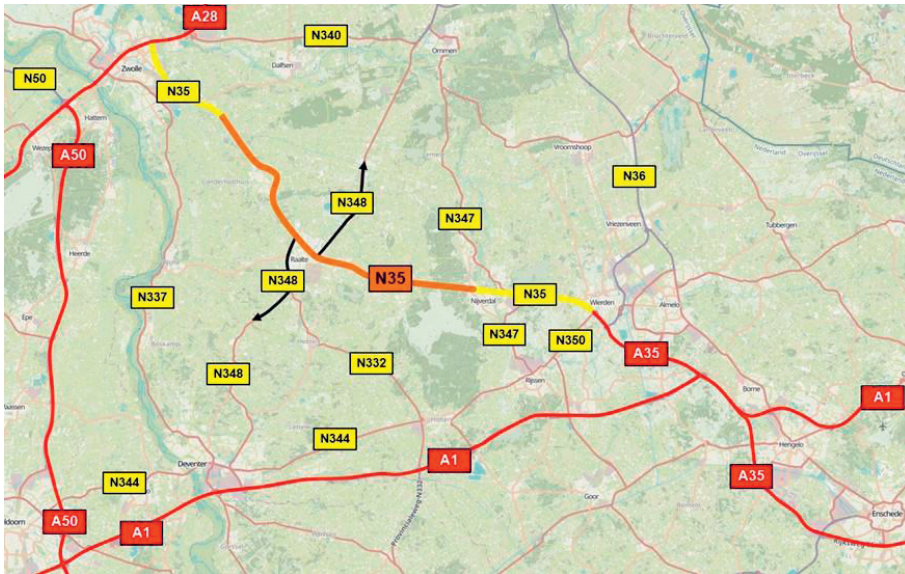 A28
N340
Ommen
Zwolle
Dalfsen
N50
N35
Hattem
A50
Vroomshoop
N36
N348
Vriezenveen
Tubbergen
N347
Heerde
Raalte
N348
N35
N337
N35
Nijverdal
Wierden
Almelo
Epe
N347
N350
N332
A35
N348
Rijssen
Borne
A1
Holten
N344
Hengelo
A1
Deventer
A35
N344
Goor
A50
A1
Enschede